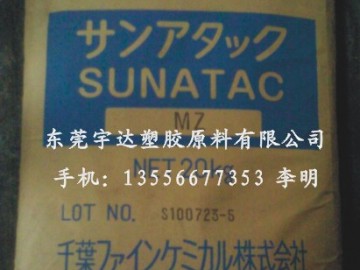 サンアタック
SUNATAC
MZ
东莞宇达塑胶原料有限公司
NET 20kg
手机：13556677353 李明
LOT NO. S100723-5
千葉ファインケミカル株式会社